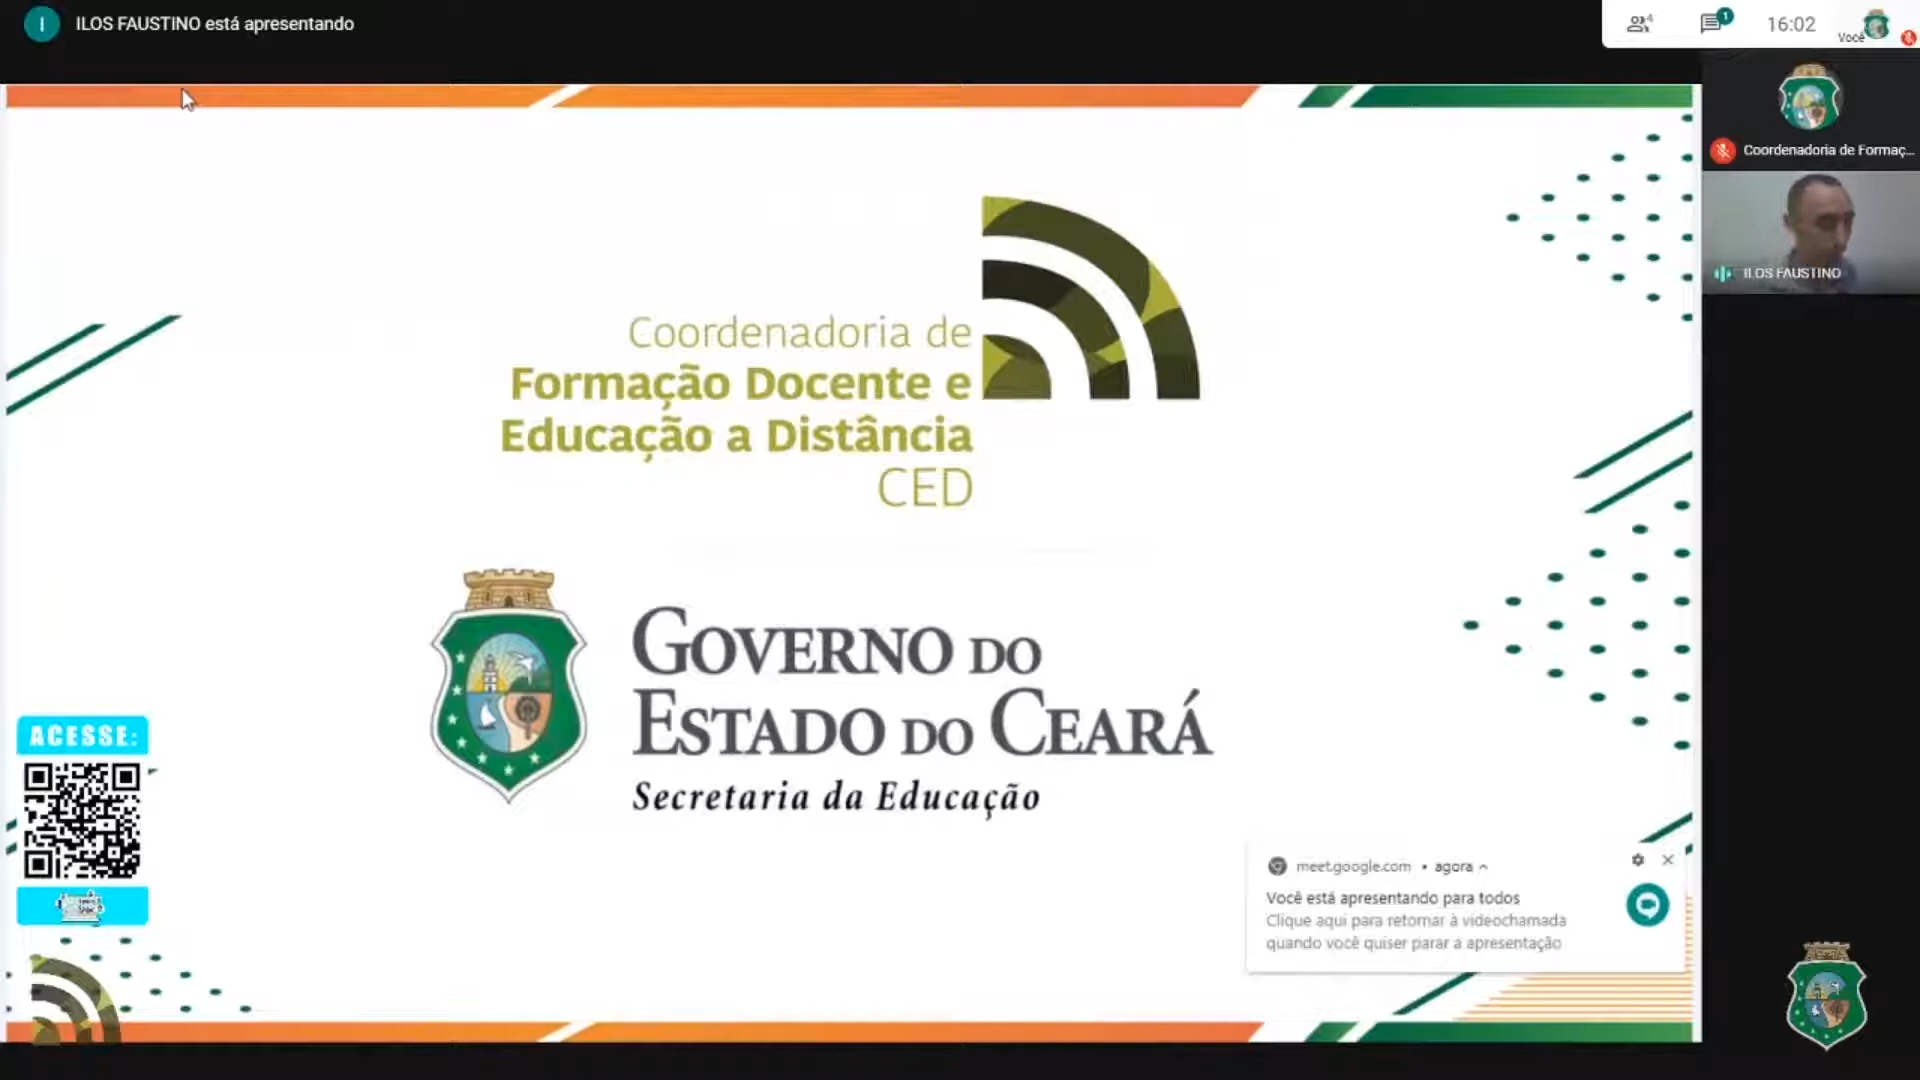 I
ILOS FAUSTINO está apresentando
4
1
16:02
Você
Coordenadoria de Formaç...
ILOS FAUSTINO
Coordenadoria de
Formação Docente e
Educação a Distância
CED
GOVERNO DO
ESTADO DO CEARÁ
Secretaria da Educação
ACESSE:
meet.google.com • agora
Você está apresentando para todos
Clique aqui para retornar à videochamada
quando você quiser parar a apresentação